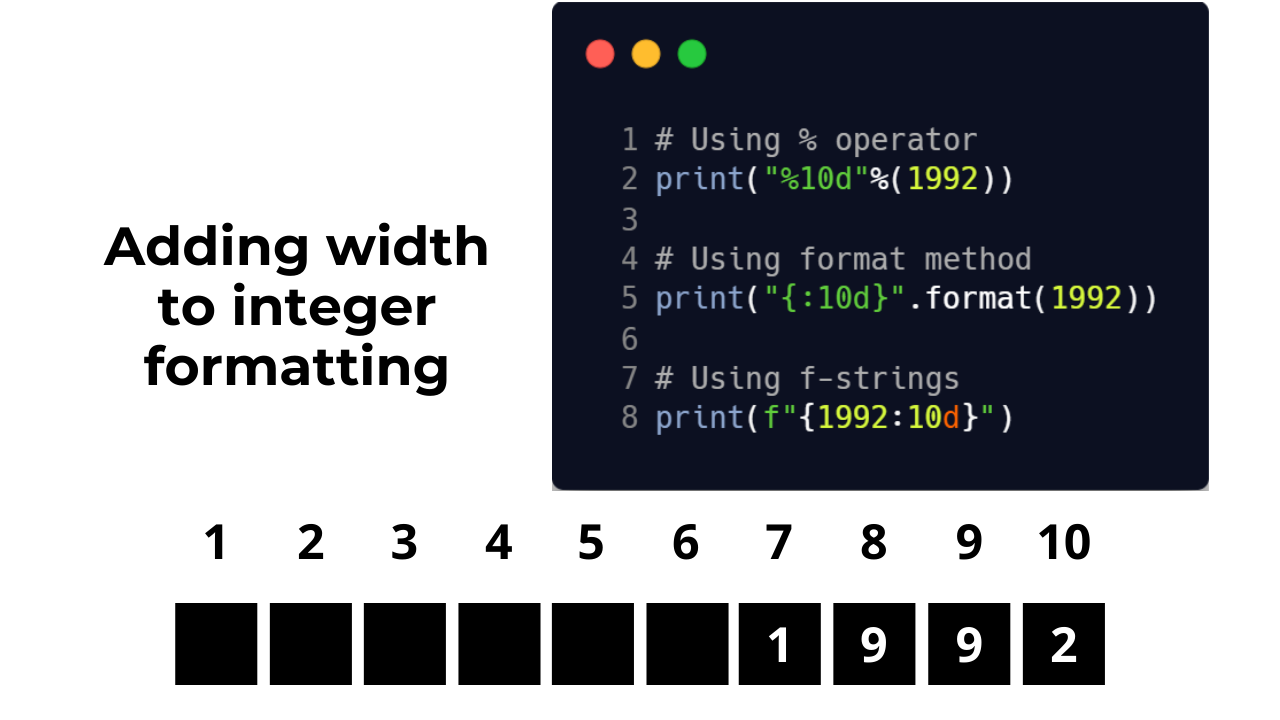 Adding width
to integer
formatting
1 # Using % operator
2 print("%10d"%(1992))
3
4 # Using format method
5 print("{:10d}".format(1992))
6
7 # Using f-strings
8 print(f"{1992:10d}")
1 2 3 4 5 6 7 8 9 10
1 9 9 2